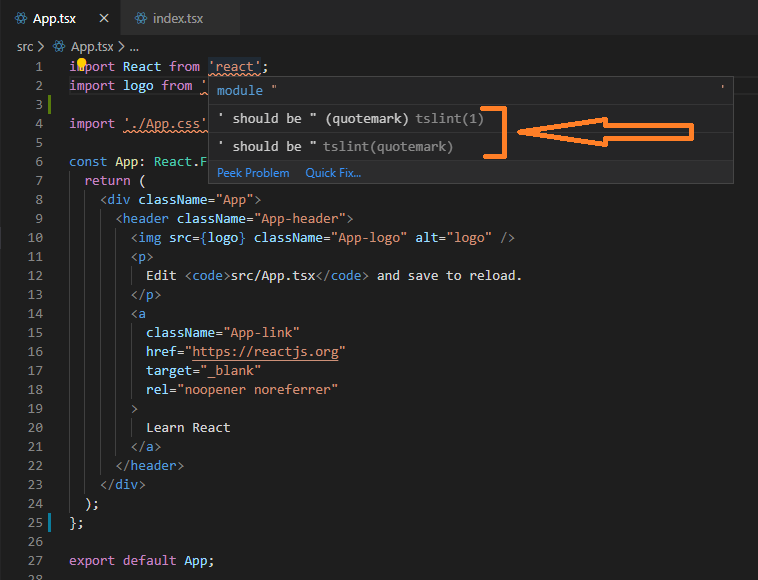 App.tsx × index.tsx
src > App.tsx > ...
1 import React from 'react';
2 import logo from '
module " '
3
' should be " (quotemark) tslint(1)
4 import './App.css'
5
' should be " tslint(quotemark)
6 const App: React.F
Peek Problem Quick Fix...
7 return (
8 <div className="App">
9 <header className="App-header">
10 <img src={logo} className="App-logo" alt="logo" />
11 <p>
12 Edit <code>src/App.tsx</code> and save to reload.
13 </p>
14 <a
15 className="App-link"
16 href="https://reactjs.org"
17 target="_blank"
18 rel="noopener noreferrer"
19 >
20 Learn React
21 </a>
22 </header>
23 </div>
24 );
25 };
26
27 export default App;
28